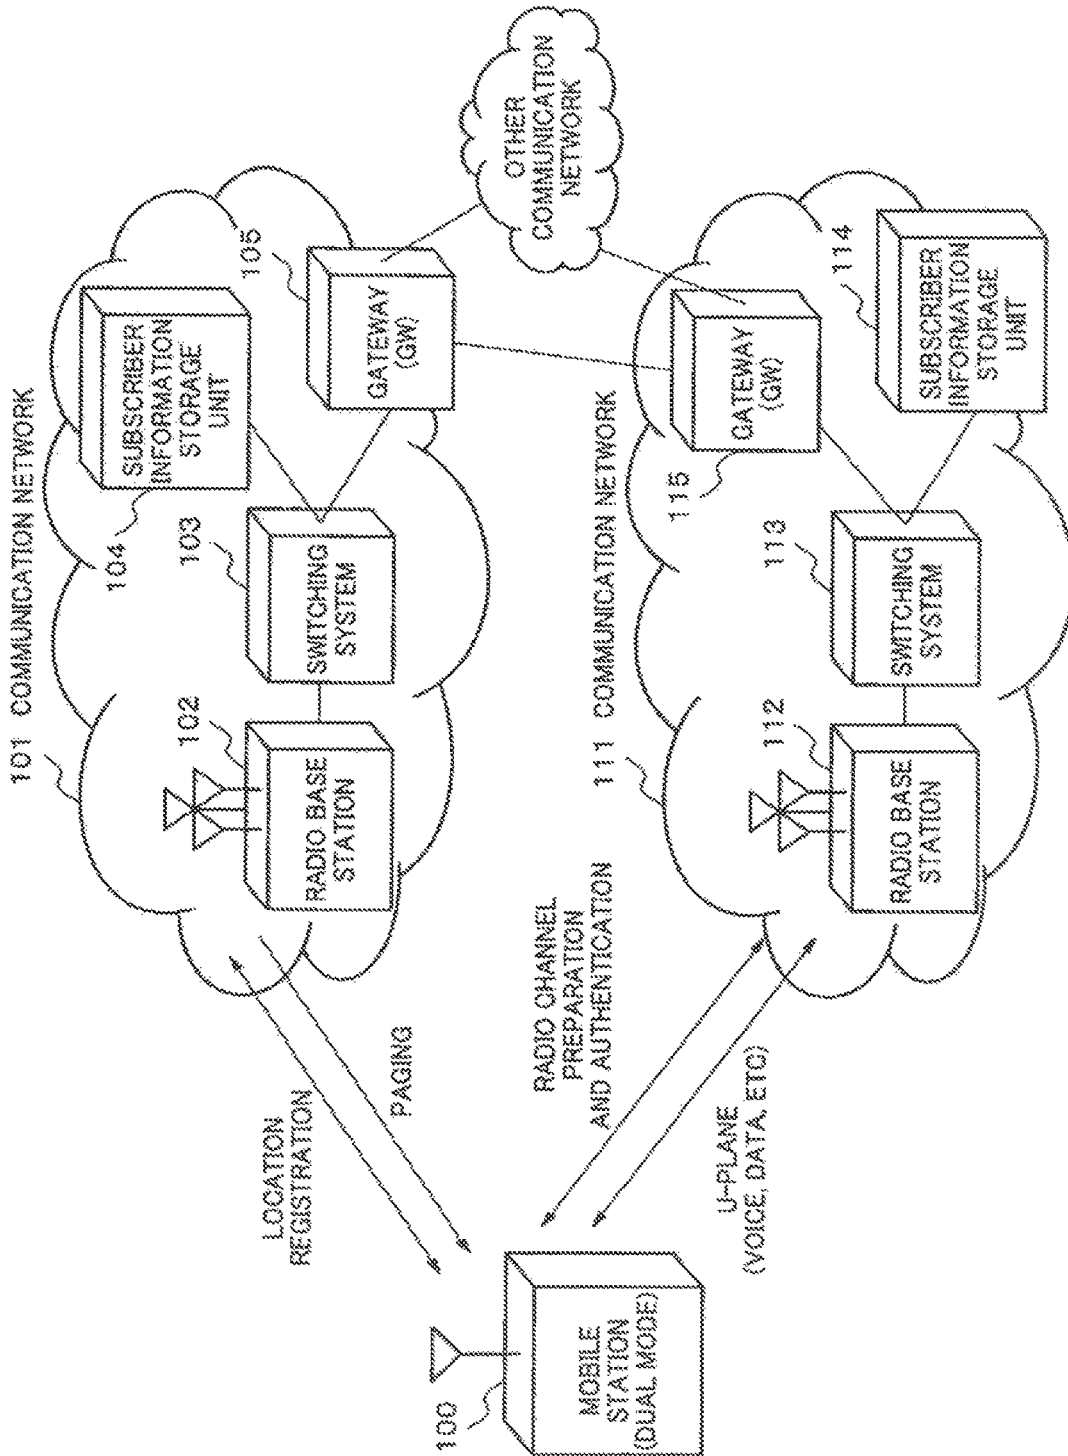 101 COMMUNICATION NETWORK
104
SUBSCRIBER
INFORMATION
STORAGE
UNIT
105
GATEWAY
(GW)
103
SWITCHING
SYSTEM
102
RADIO BASE
STATION
OTHER
COMMUNICATION
NETWORK
LOCATION
REGISTRATION
PAGING
100
MOBILE
STATION
(DUAL MODE)
RADIO CHANNEL
PREPARATION
AND AUTHENTICATION
U-PLANE
(VOICE, DATA, ETC)
111 COMMUNICATION NETWORK
112
RADIO BASE
STATION
113
SWITCHING
SYSTEM
115
GATEWAY
(GW)
114
SUBSCRIBER
INFORMATION
STORAGE
UNIT